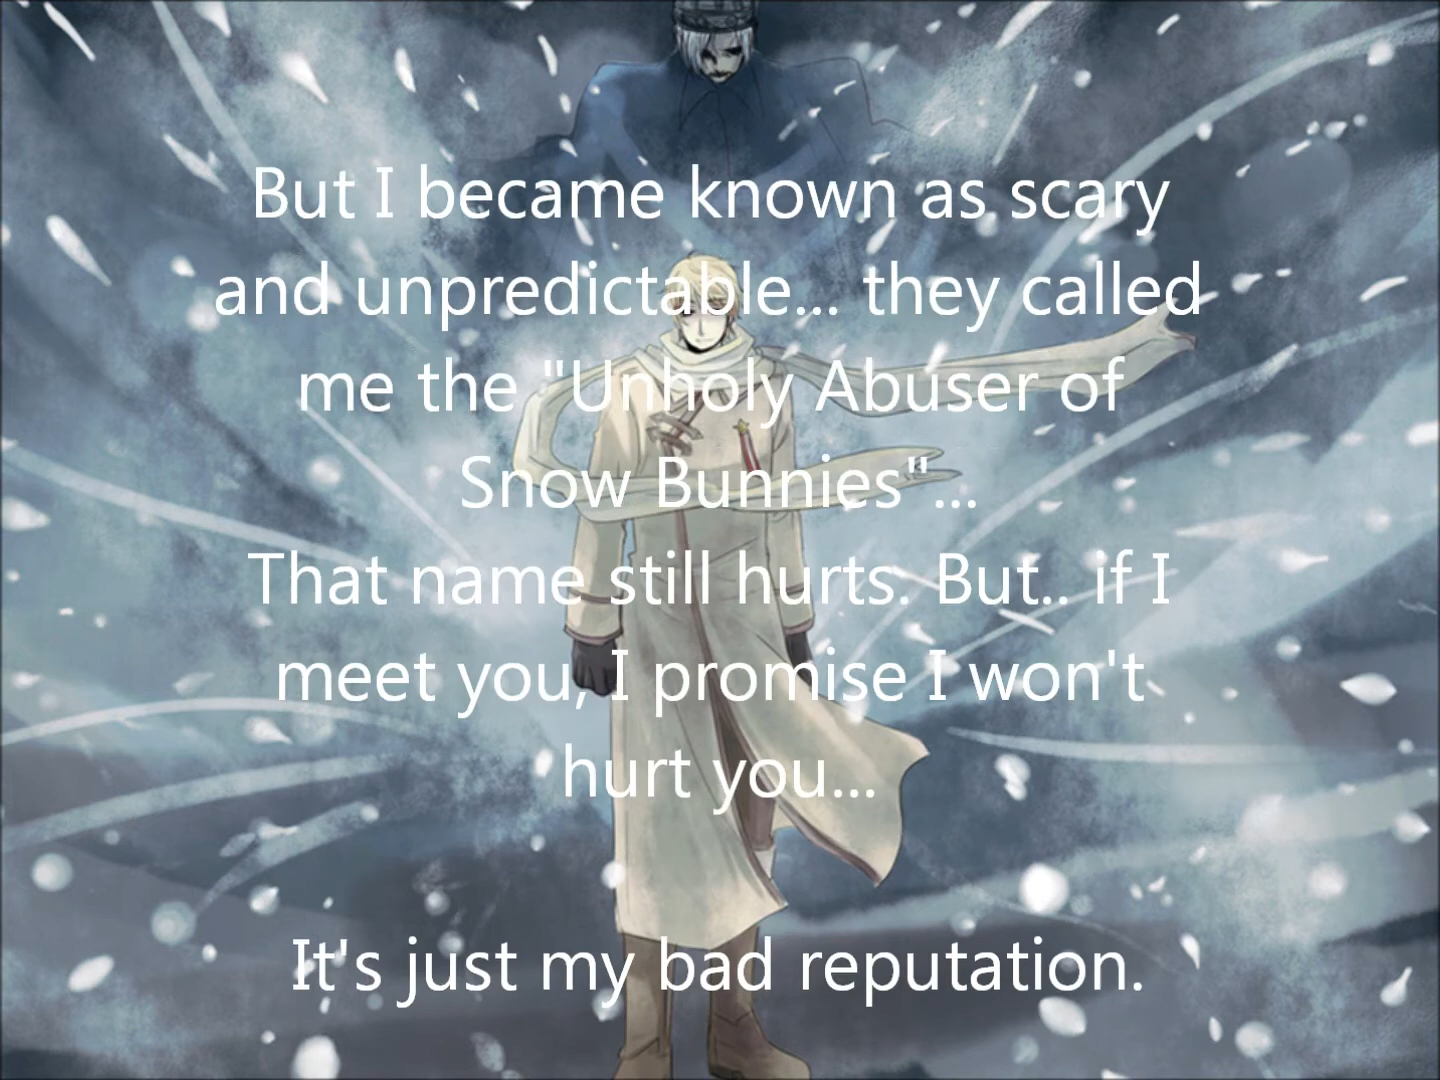 But I became known as scary
and unpredictable... they called
me the "Unholy Abuser of
Snow Bunnies"...
That name still hurts. But.. if I
meet you, I promise I won't
hurt you...
It's just my bad reputation.